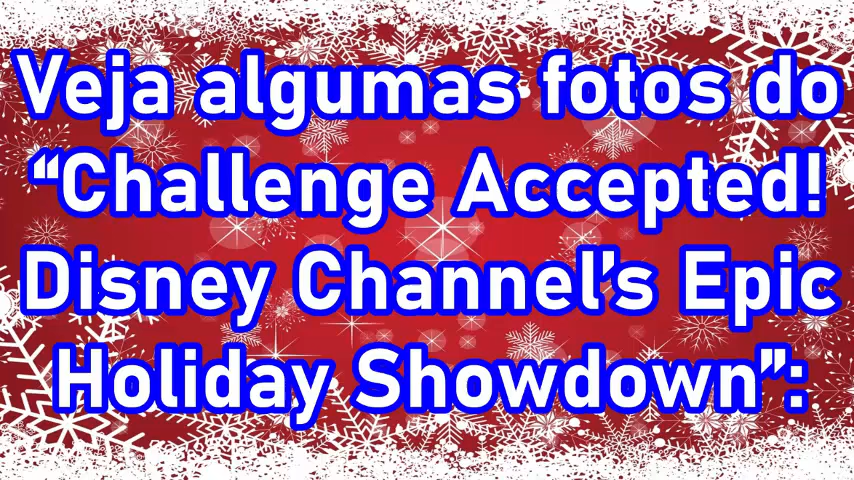 Veja algumas fotos do
“Challenge Accepted!
Disney Channel’s Epic
Holiday Showdown”: